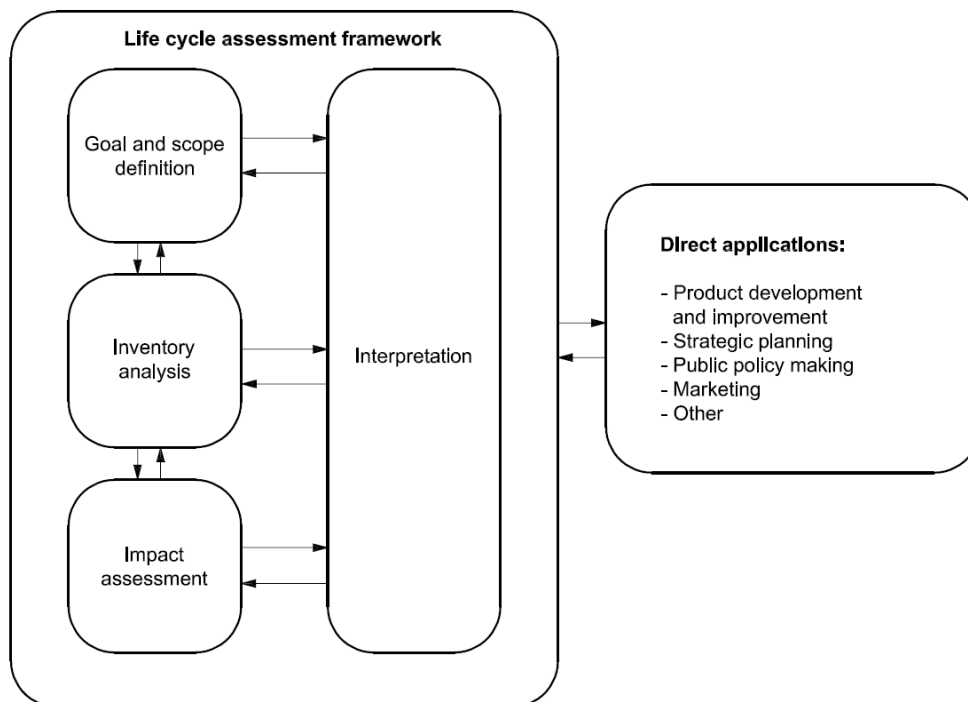 Life cycle assessment framework
Goal and scope
definition
Inventory
analysis
Impact
assessment
Interpretation
Direct applications:
- Product development
and improvement
- Strategic planning
- Public policy making
- Marketing
- Other